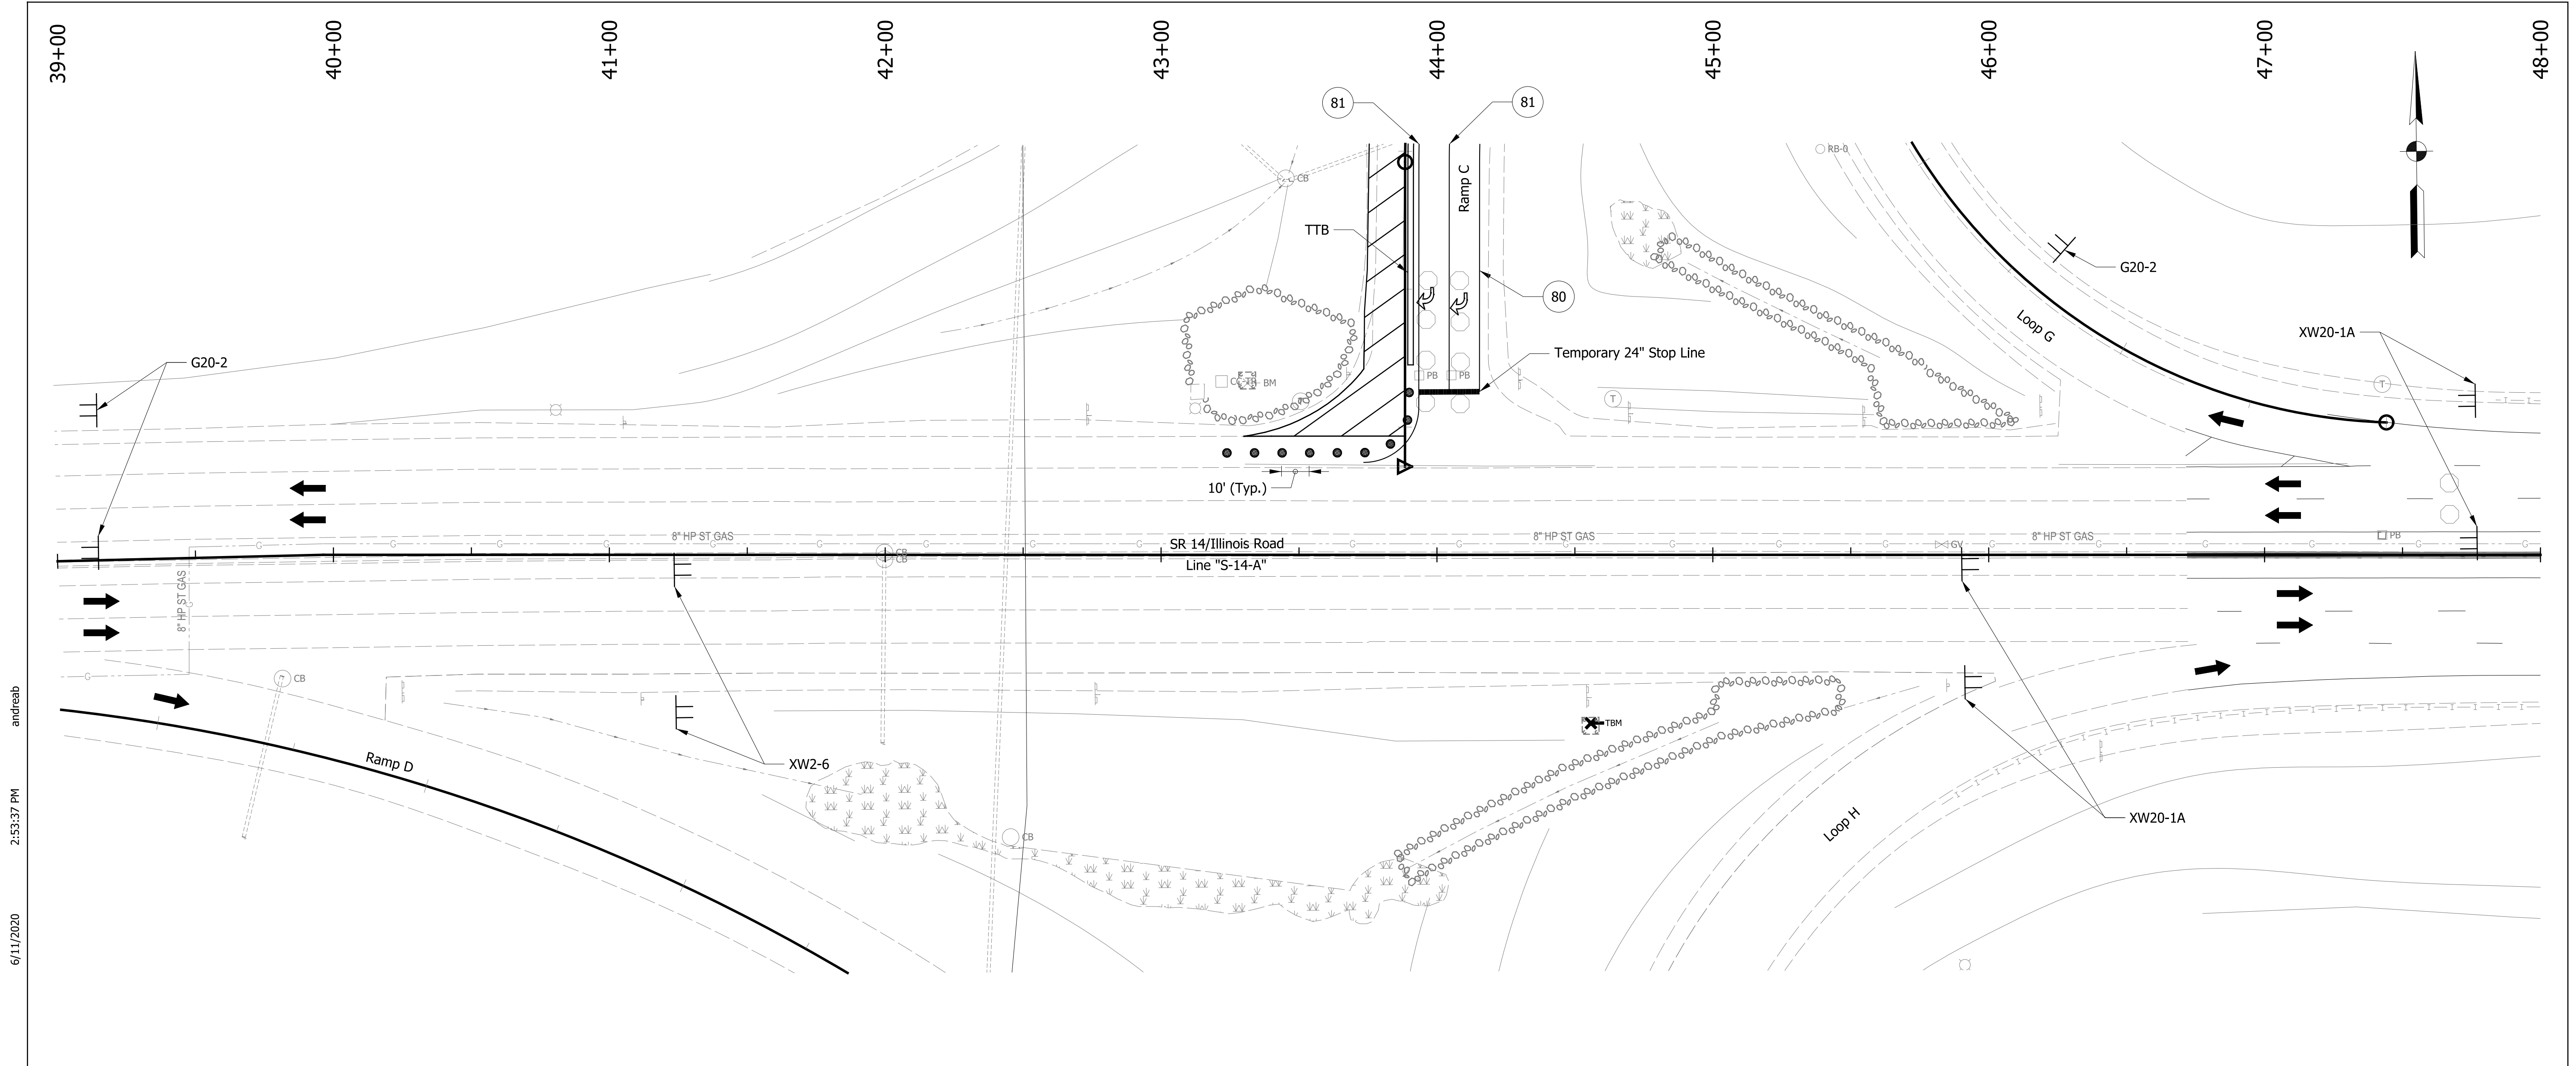 39+00
40+00
41+00
42+00
43+00
44+00
45+00
46+00
47+00
48+00
81
81
RB-0
CB
Ramp C
TTB
G20-2
80
Loop G
XW20-1A
Temporary 24" Stop Line
G20-2
PB
PB
BM
T
T
10' (Typ.)
8" HP ST GAS
SR 14/Illinois Road
8" HP ST GAS
8" HP ST GAS
PB
GV
CB
CB
Line "S-14-A"
8" HP ST GAS
CB
TBM
Ramp D
XW2-6
Loop H
XW20-1A
CB
6/11/2020 2:53:37 PM andreab